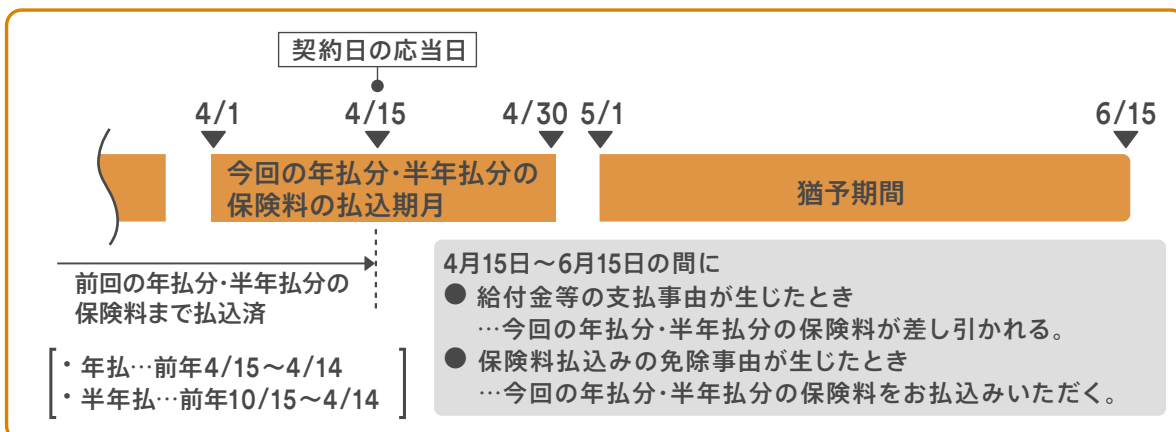 契約日の応当日
4/1
4/15
4/30
5/1
6/15
今回の年払分･半年払分の
保険料の払込期月
猶予期間
前回の年払分･半年払分の
保険料まで払込済
・年払…前年4/15～4/14
・半年払…前年10/15～4/14
4月15日～6月15日の間に
● 給付金等の支払事由が生じたとき
…今回の年払分･半年払分の保険料が差し引かれる。
● 保険料払込みの免除事由が生じたとき
…今回の年払分･半年払分の保険料をお払込みいただく。